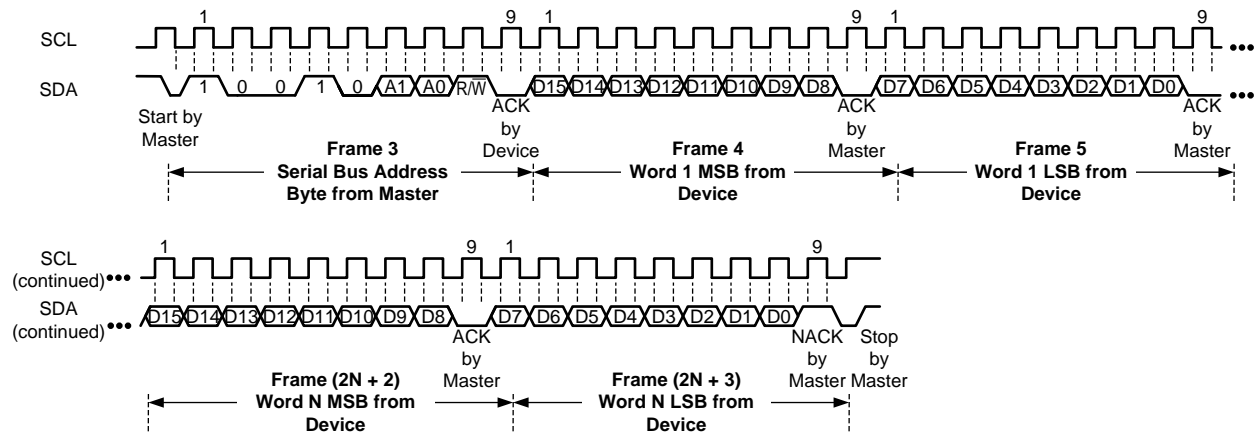 1 9 1 9 1 9
SCL •••
SDA 1 0 0 1 0 A1 A0 R/W̅ D15 D14 D13 D12 D11 D10 D9 D8 D7 D6 D5 D4 D3 D2 D1 D0 •••
Start by
Master
ACK
by
Device
ACK
by
Master
ACK
by
Master
Frame 3
Serial Bus Address
Byte from Master
Frame 4
Word 1 MSB from
Device
Frame 5
Word 1 LSB from
Device
1 9 1 9
SCL
(continued) •••
SDA
(continued) •••
D15 D14 D13 D12 D11 D10 D9 D8 D7 D6 D5 D4 D3 D2 D1 D0
ACK
by
Master
NACK
by
Master
Stop
by
Master
Frame (2N + 2)
Word N MSB from
Device
Frame (2N + 3)
Word N LSB from
Device